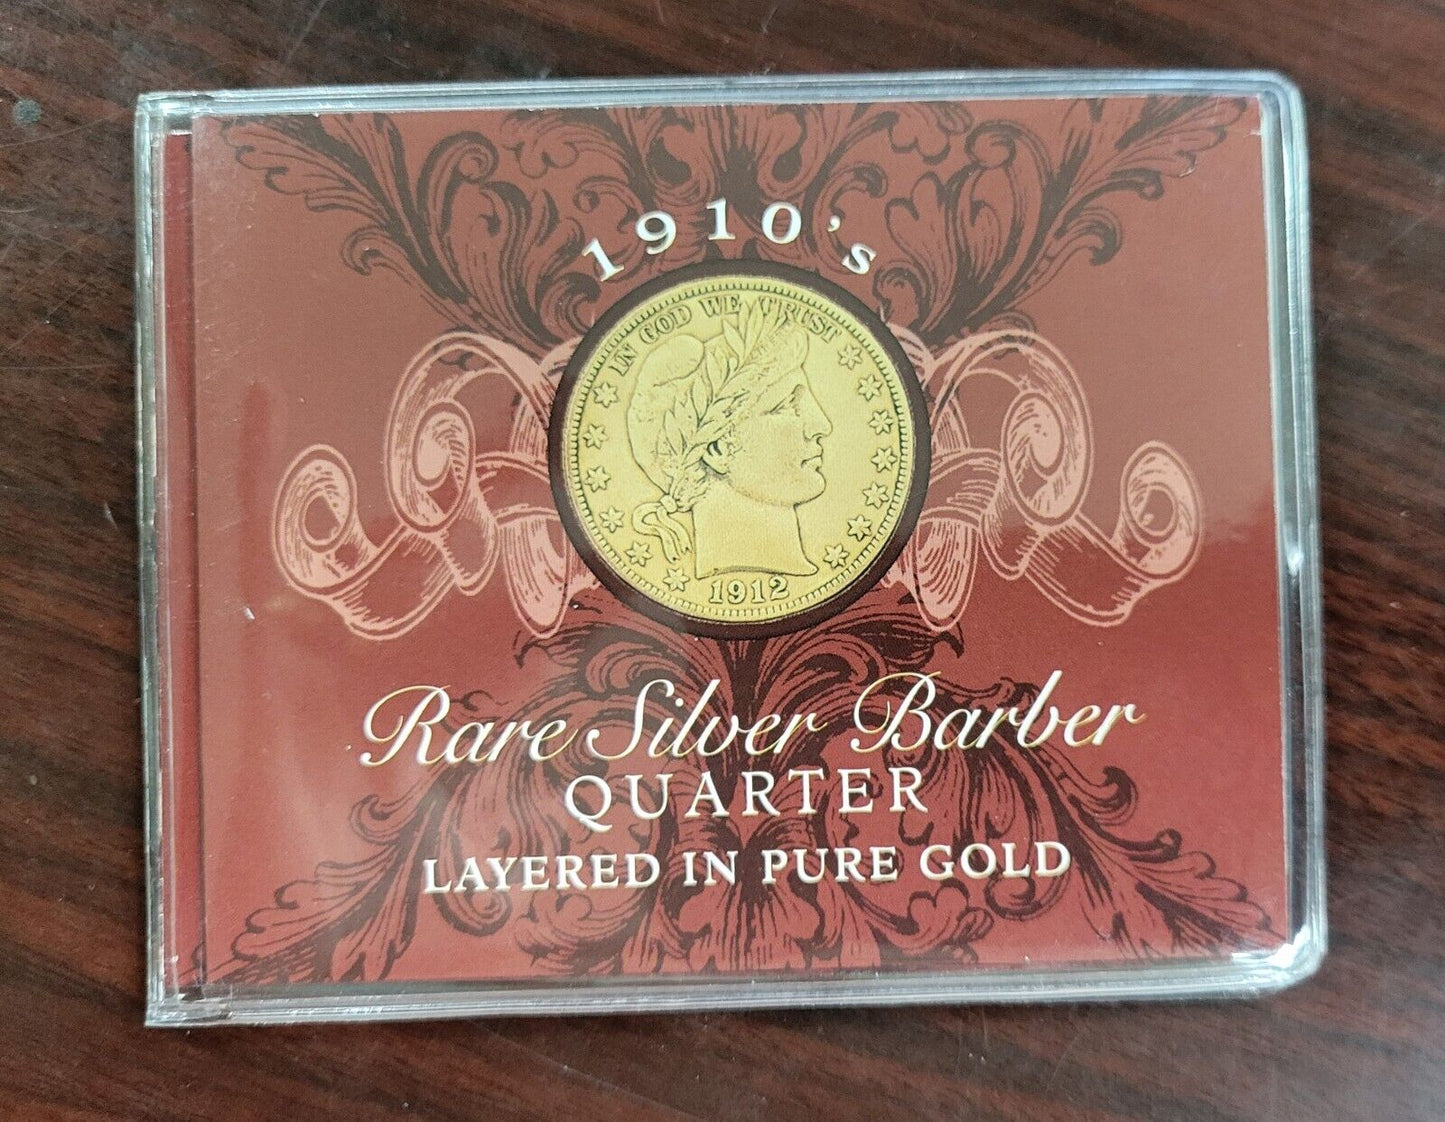 1910's
IN GOD WE TRUST
1912
Rare Silver Barber
QUARTER
LAYERED IN PURE GOLD